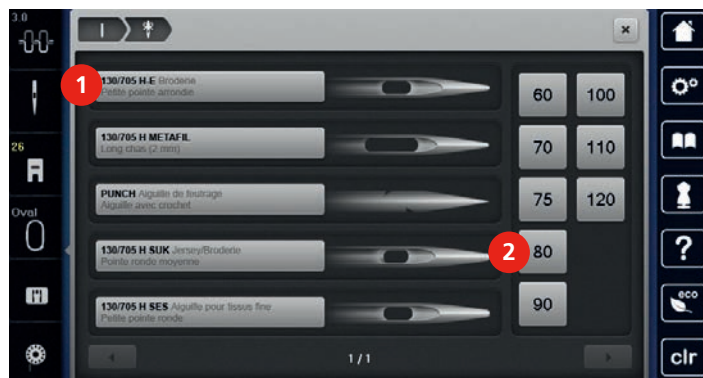 3.0
26
Oval
1
130/705 H-E Broderie
Petite pointe arrondie
130/705 H METAFIL
Long chas (2 mm)
PUNCH Aiguille de feutrage
Aiguille avec crochet
130/705 H SUK Jersey/Broderie
Pointe ronde moyenne
130/705 H SES Aiguille pour tissus fine
Petite pointe ronde
1/1
60 100
70 110
75 120
2
80
90
?
eco
clr